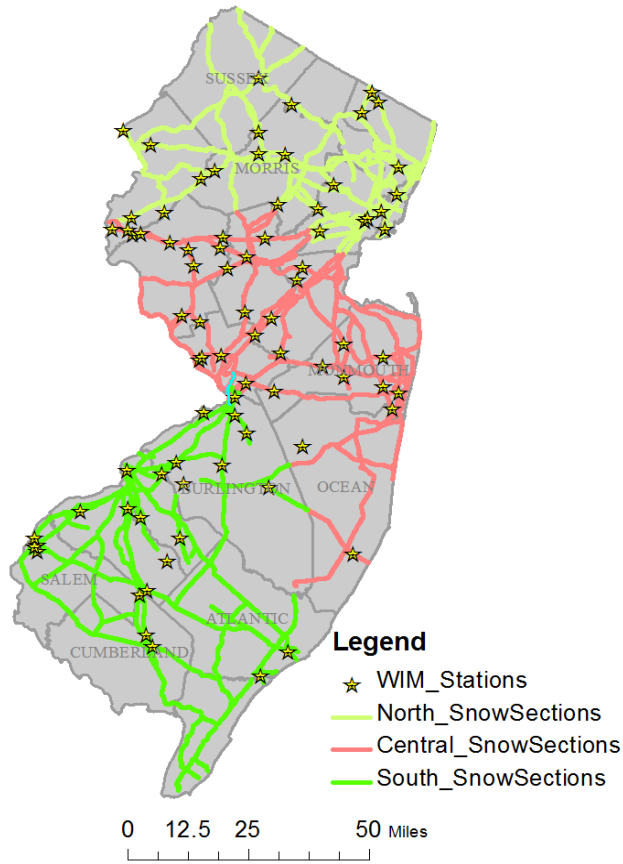 SUSSEX
MORRIS
MONMOUTH
BURLINGTON
OCEAN
SALEM
ATLANTIC
CUMBERLAND
Legend
WIM_Stations
North_SnowSections
Central_SnowSections
South_SnowSections
0 12.5 25 50 Miles